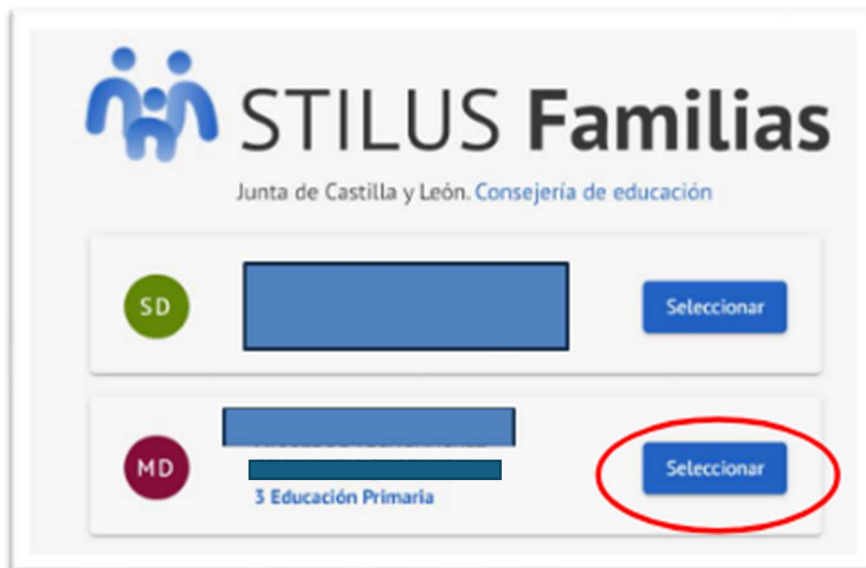 STILUS Familias
Junta de Castilla y León. Consejería de educación
SD
Seleccionar
MD
Seleccionar
3 Educación Primaria